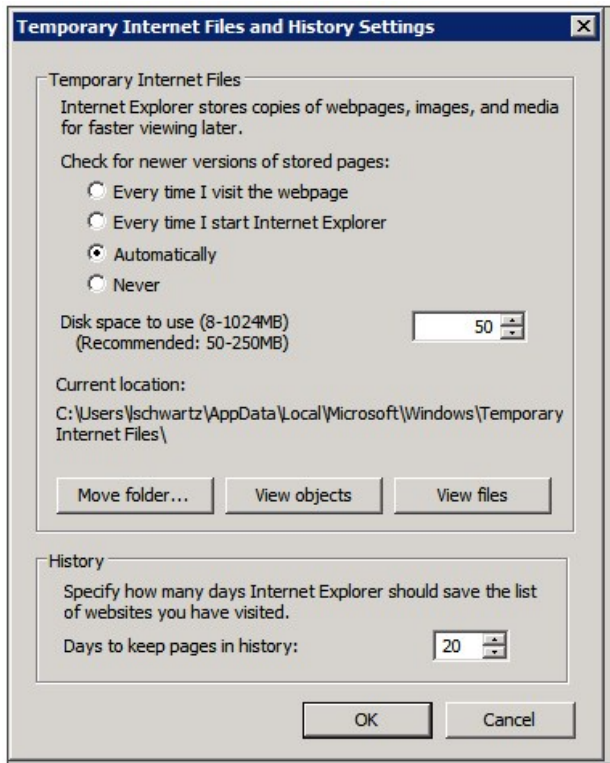 Temporary Internet Files and History Settings
Temporary Internet Files
Internet Explorer stores copies of webpages, images, and media
for faster viewing later.
Check for newer versions of stored pages:
Every time I visit the webpage
Every time I start Internet Explorer
Automatically
Never
Disk space to use (8-1024MB)
(Recommended: 50-250MB)
50
Current location:
C:\Users\lschwartz\AppData\Local\Microsoft\Windows\Temporary
Internet Files\
Move folder... View objects View files
History
Specify how many days Internet Explorer should save the list
of websites you have visited.
Days to keep pages in history: 20
OK Cancel